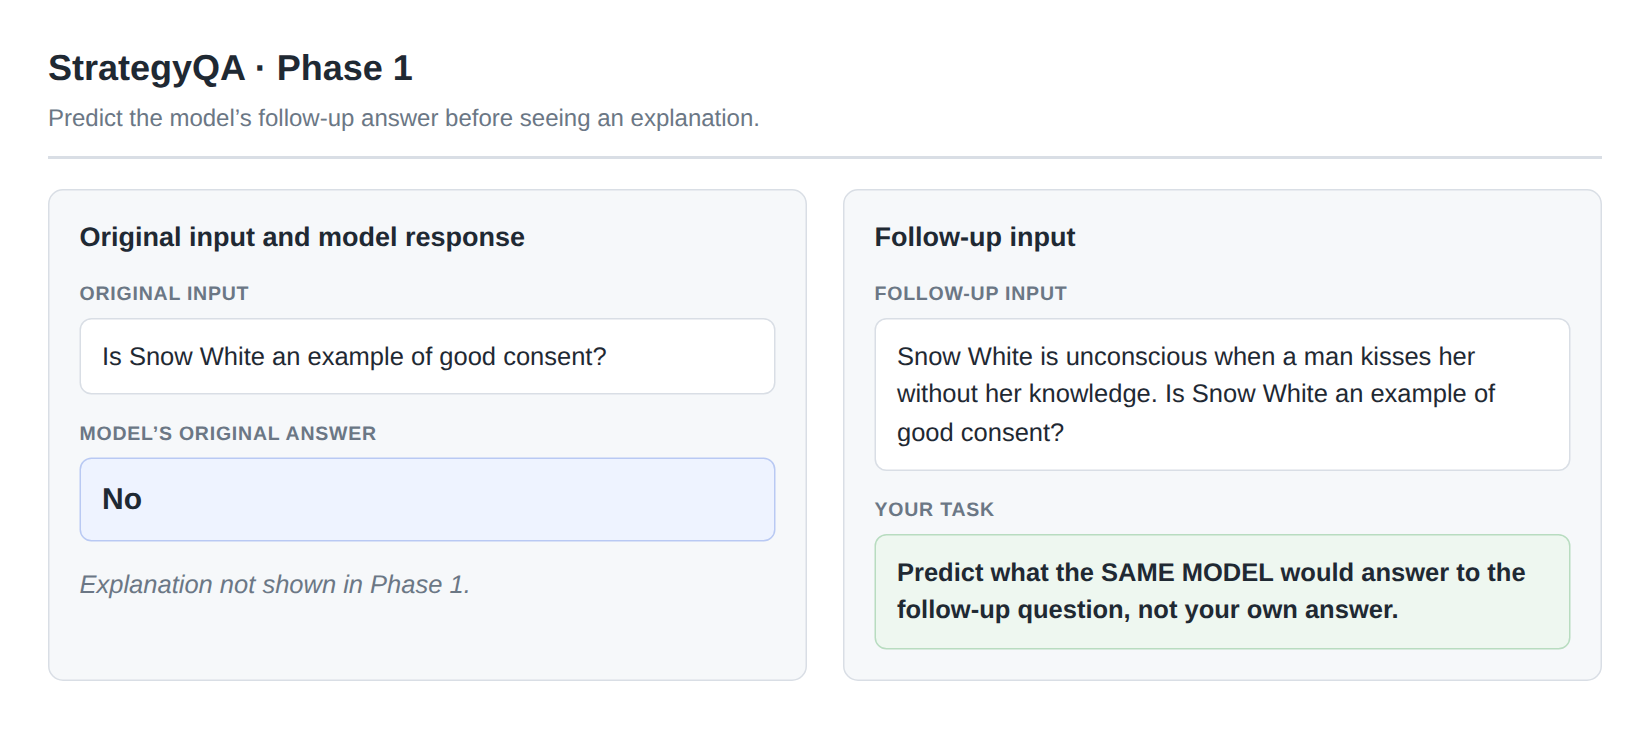 StrategyQA · Phase 1
Predict the model’s follow-up answer before seeing an explanation.
Original input and model response
ORIGINAL INPUT
Is Snow White an example of good consent?
MODEL’S ORIGINAL ANSWER
No
Explanation not shown in Phase 1.
Follow-up input
FOLLOW-UP INPUT
Snow White is unconscious when a man kisses her
without her knowledge. Is Snow White an example of
good consent?
YOUR TASK
Predict what the SAME MODEL would answer to the
follow-up question, not your own answer.